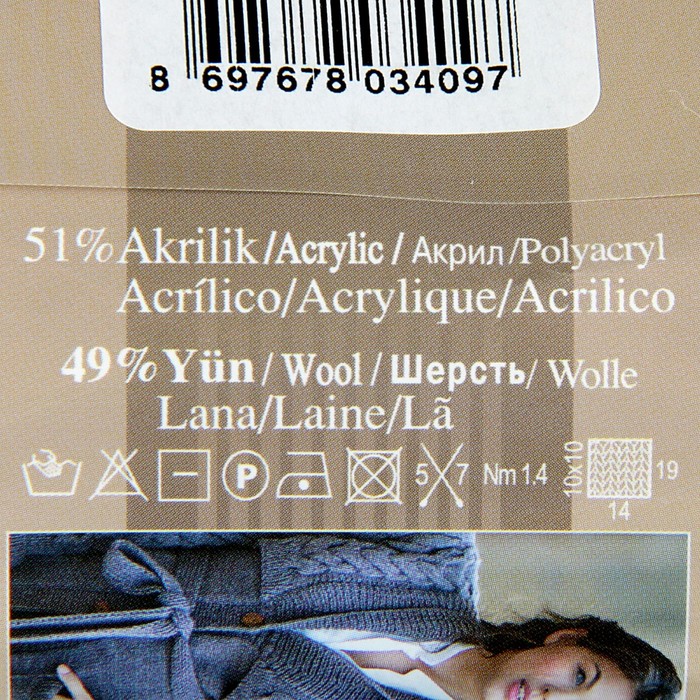 8 697678 034097
51% Akrilik/Acrylic / Акрил/Polyacryl
Acrílico/Acrylique/Acrilico
49% Yün/Wool/Шерсть/Wolle
Lana/Laine/Lã
P 5 7 Nm 1,4 10x10 19
14